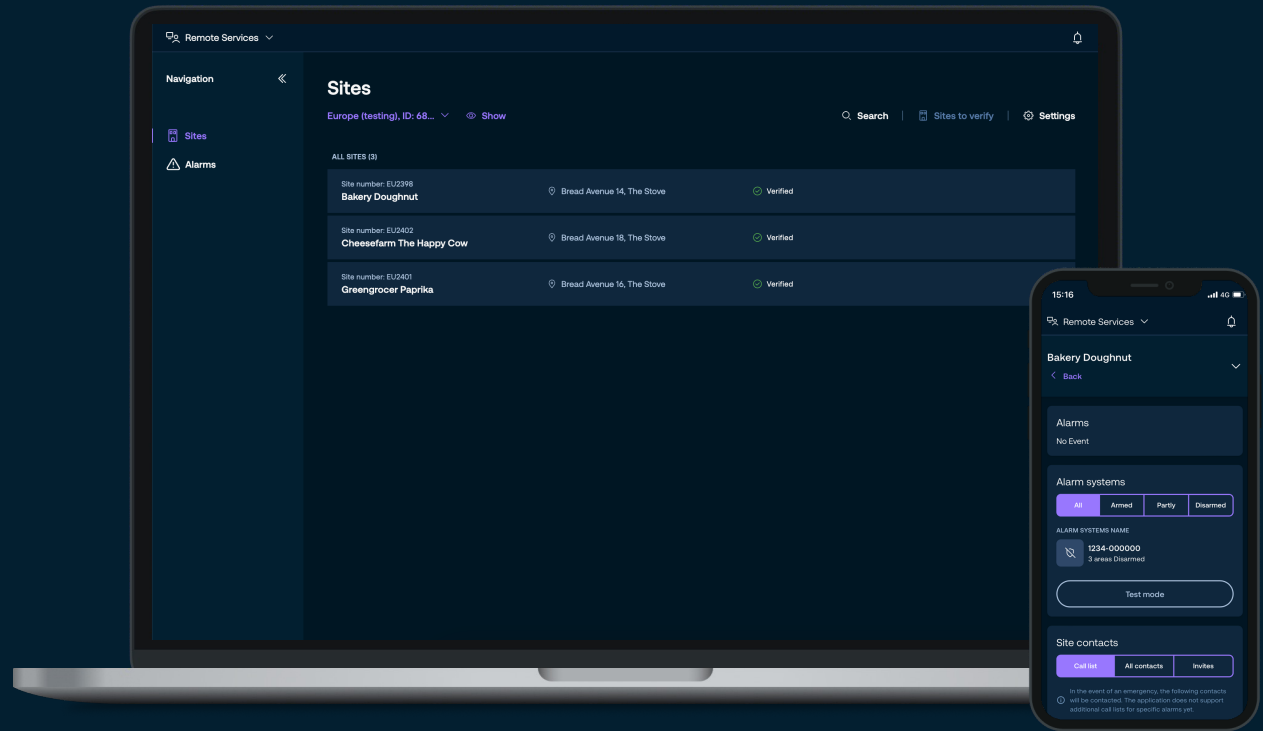 Remote Services
Navigation
Sites
Alarms
Sites
Europe (testing), ID: 68...
Show
Search
Sites to verify
Settings
ALL SITES (3)
Site number: EU2398
Bakery Doughnut
Bread Avenue 14, The Stove
Verified
Site number: EU2402
Cheesefarm The Happy Cow
Bread Avenue 18, The Stove
Verified
Site number: EU2401
Greengrocer Paprika
Bread Avenue 16, The Stove
Verified
15:16
4G
Remote Services
Bakery Doughnut
Back
Alarms
No Event
Alarm systems
All
Armed
Partly
Disarmed
ALARM SYSTEMS NAME
1234-000000
3 areas Disarmed
Test mode
Site contacts
Call list
All contacts
Invites
In the event of an emergency, the following contacts
will be contacted. The application does not support
additional call lists for specific alarms yet.